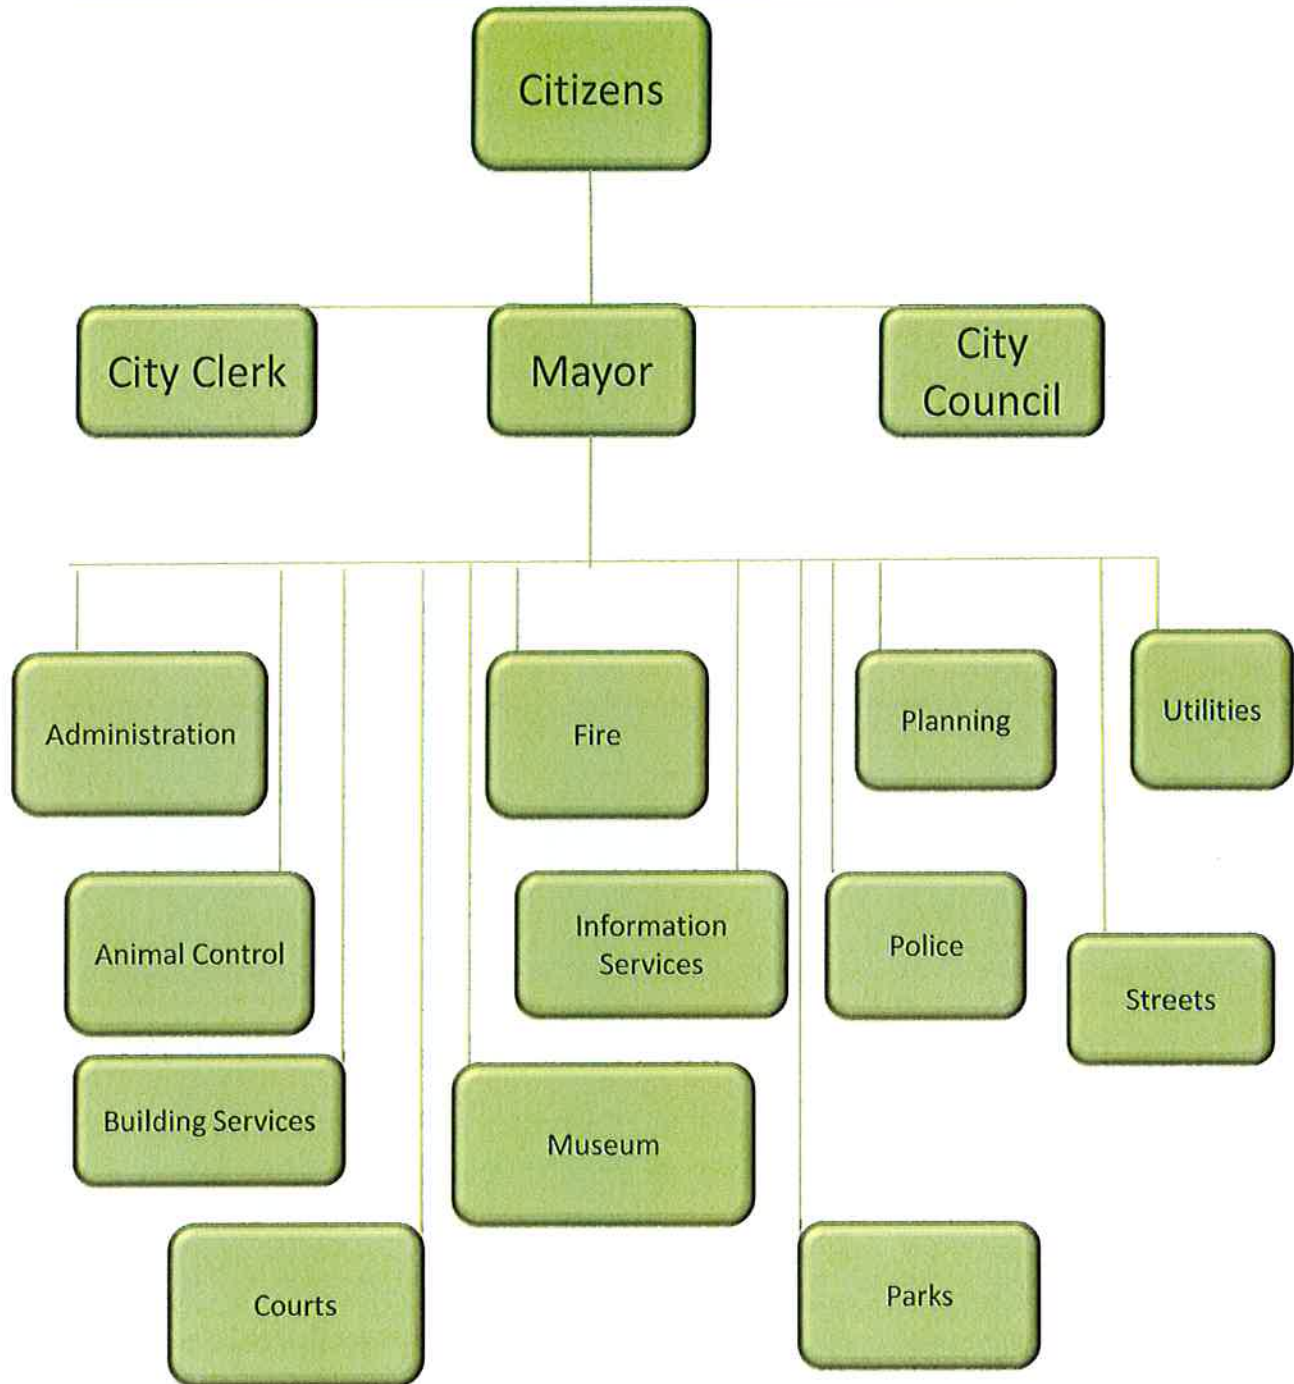 Citizens
City Clerk
Mayor
City
Council
Administration
Fire
Planning
Utilities
Animal Control
Information
Services
Police
Streets
Building Services
Museum
Courts
Parks